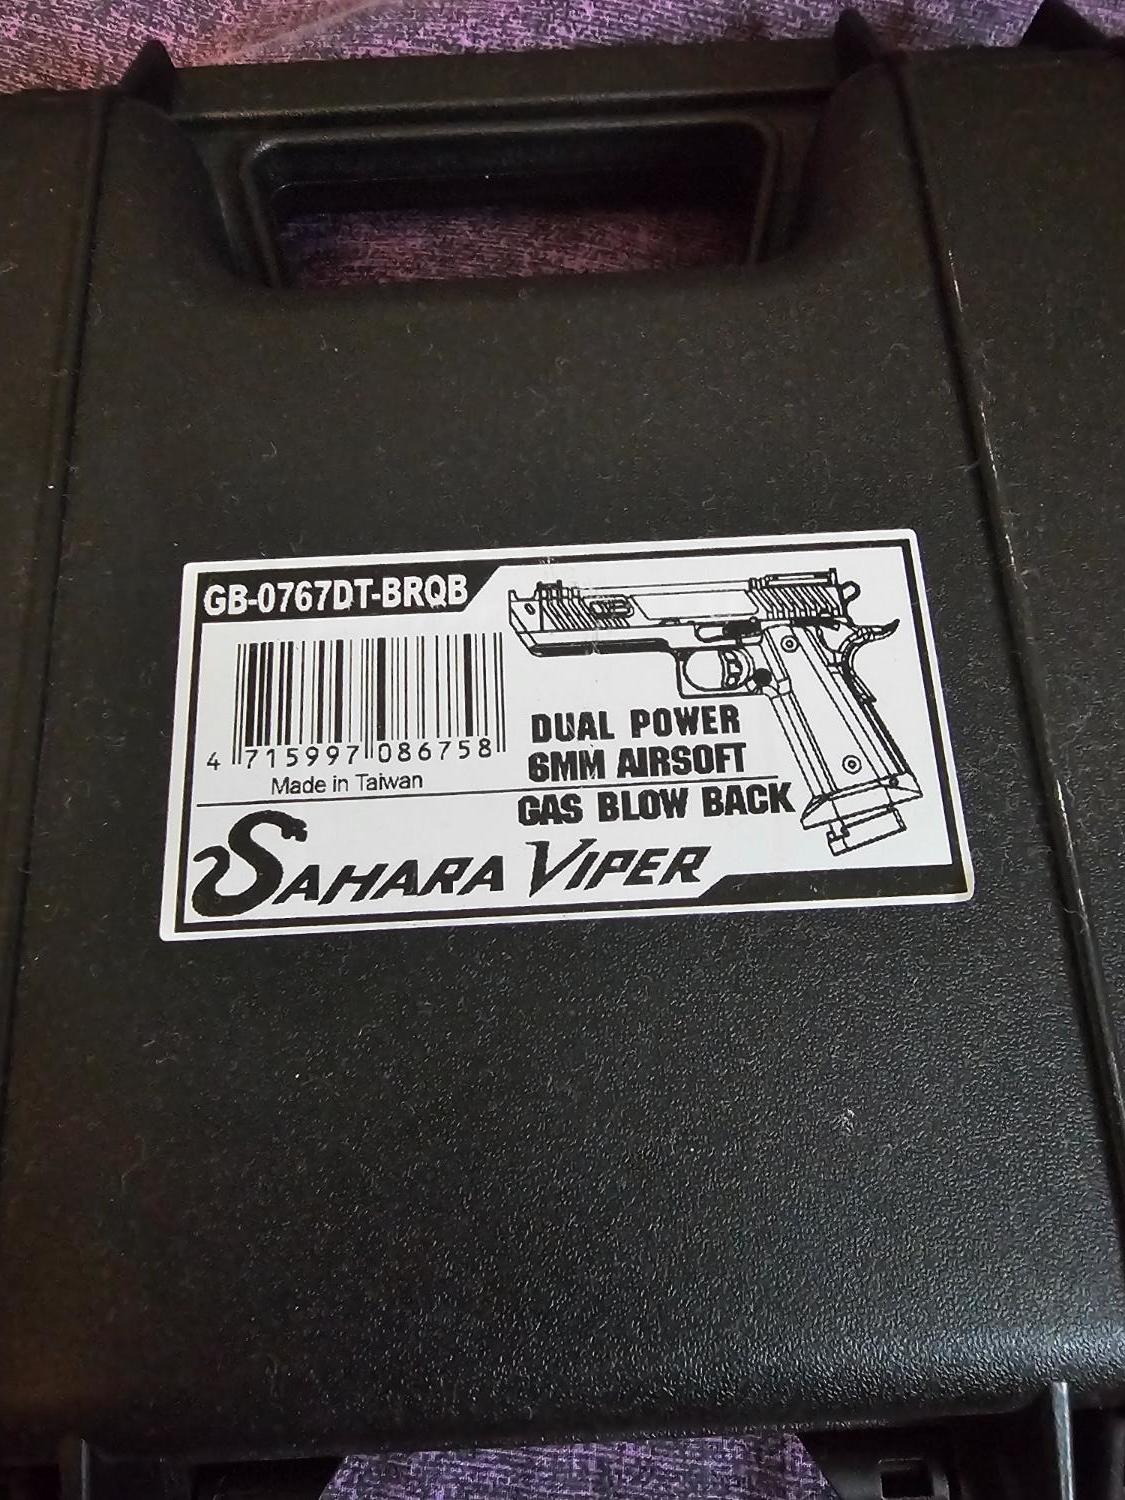 GB-0767DT-BRQB
4 715997 086758
Made in Taiwan
DUAL POWER
6MM AIRSOFT
GAS BLOW BACK
SAHARA VIPER